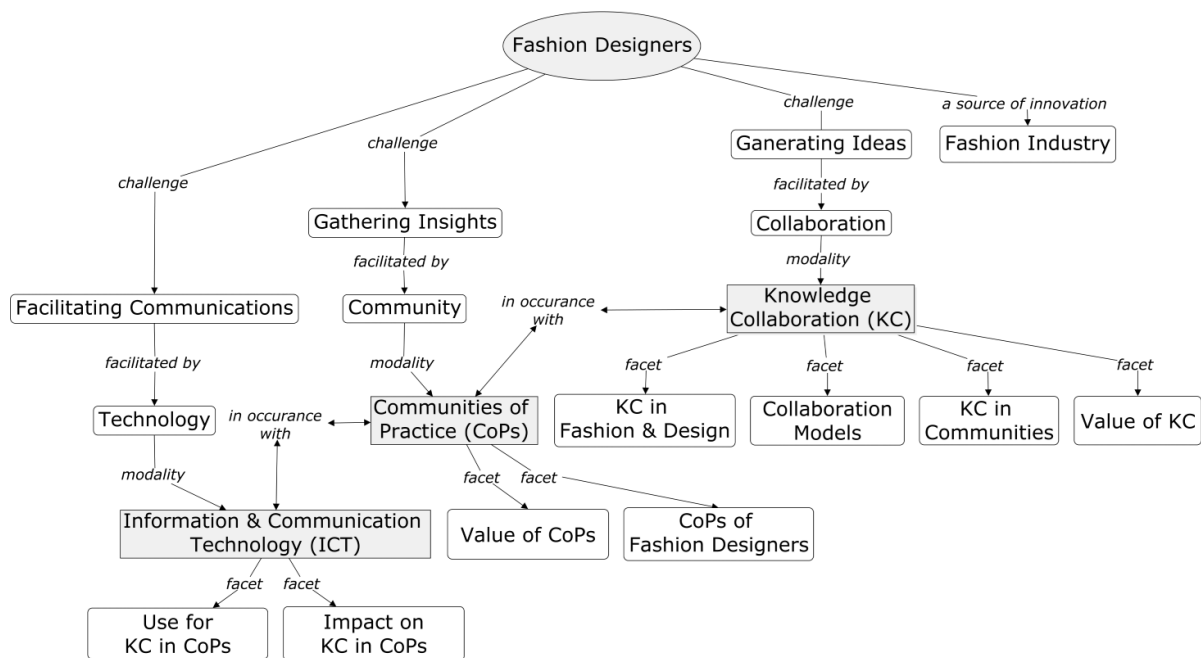 Fashion Designers
challenge
a source of innovation
Ganerating Ideas
Fashion Industry
challenge
facilitated by
challenge
Gathering Insights
Collaboration
facilitated by
modality
Facilitating Communications
Community
in occurance
with
Knowledge
Collaboration (KC)
facilitated by
modality
facet
facet
facet
facet
Technology
in occurance
with
Communities of
Practice (CoPs)
KC in
Fashion & Design
Collaboration
Models
KC in
Communities
Value of KC
modality
facet
facet
Information & Communication
Technology (ICT)
Value of CoPs
CoPs of
Fashion Designers
facet
facet
Use for
KC in CoPs
Impact on
KC in CoPs